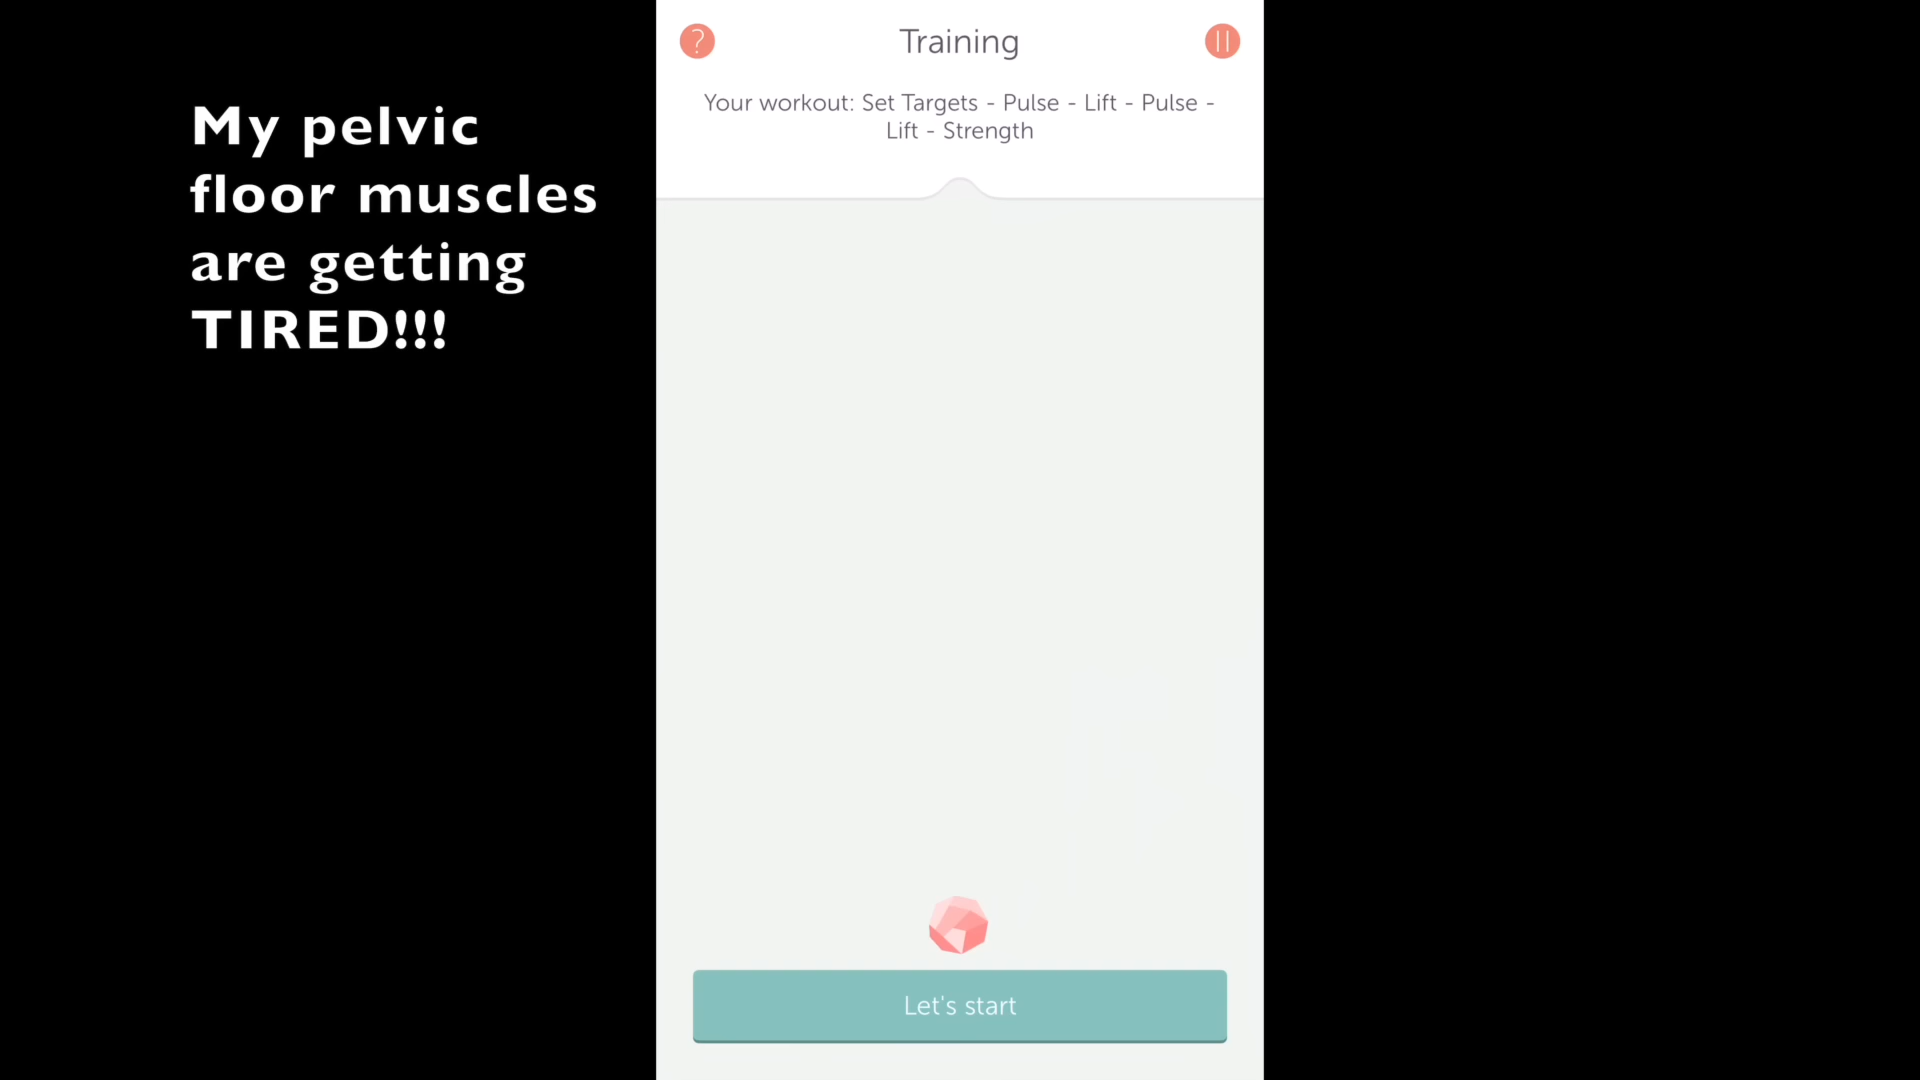 My pelvic
floor muscles
are getting
TIRED!!!
?
Training
Your workout: Set Targets - Pulse - Lift - Pulse -
Lift - Strength
Let's start